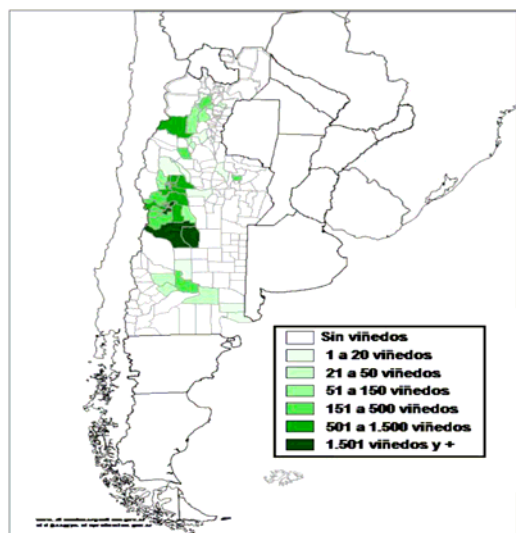 Sin viñedos
1 a 20 viñedos
21 a 50 viñedos
51 a 150 viñedos
151 a 500 viñedos
501 a 1.500 viñedos
1.501 viñedos y +